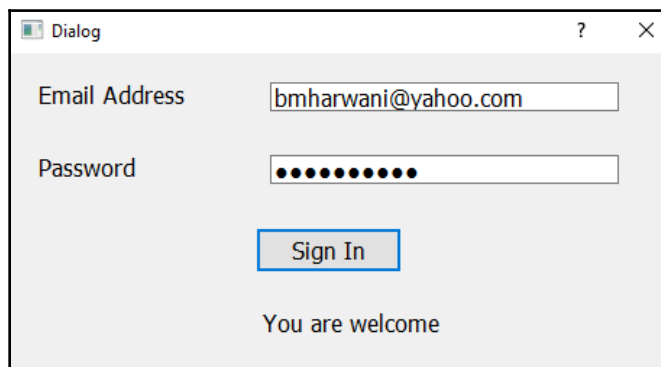 Dialog ?
Email Address bmharwani@yahoo.com
Password ●●●●●●●●●●
Sign In
You are welcome